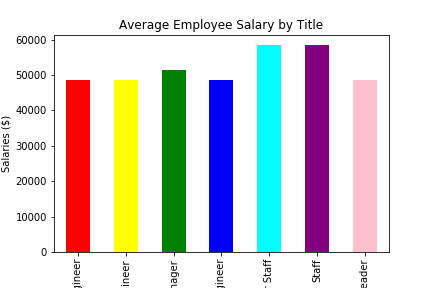 Average Employee Salary by Title
Salaries ($)
60000
50000
40000
30000
20000
10000
0
gineer
ineer
nager
gineer
Staff
Staff
eader